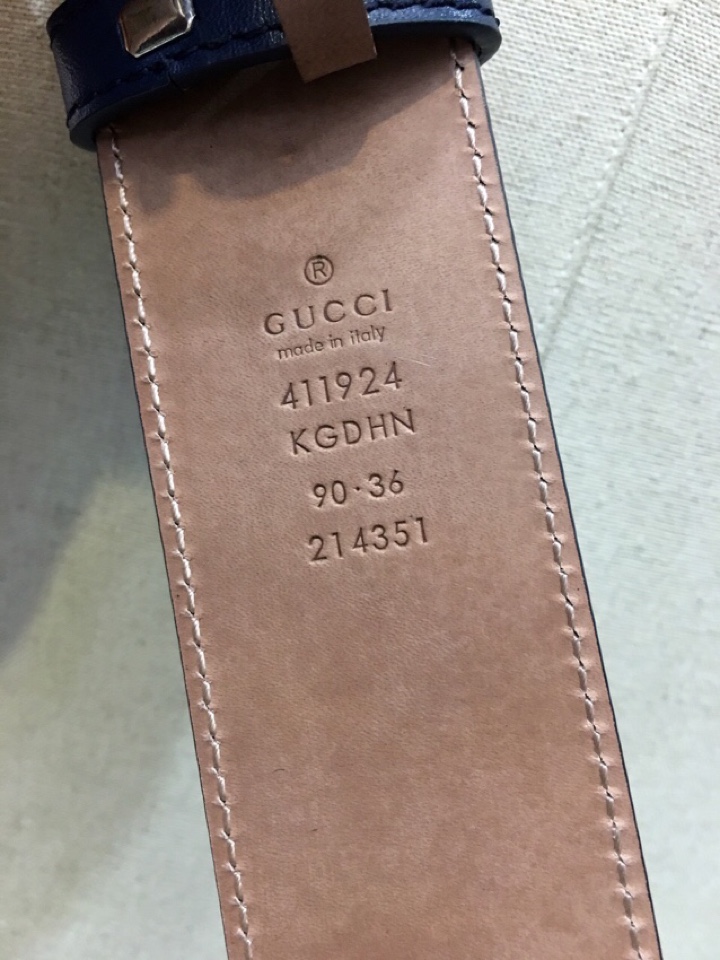 ®
GUCCI
made in italy
411924
KGDHN
90·36
214351